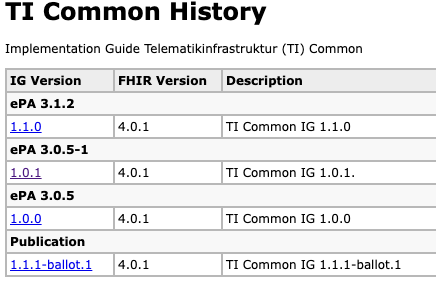 TI Common History
Implementation Guide Telematikinfrastruktur (TI) Common
IG Version FHIR Version Description
ePA 3.1.2
1.1.0 4.0.1 TI Common IG 1.1.0
ePA 3.0.5-1
1.0.1 4.0.1 TI Common IG 1.0.1.
ePA 3.0.5
1.0.0 4.0.1 TI Common IG 1.0.0
Publication
1.1.1-ballot.1 4.0.1 TI Common IG 1.1.1-ballot.1